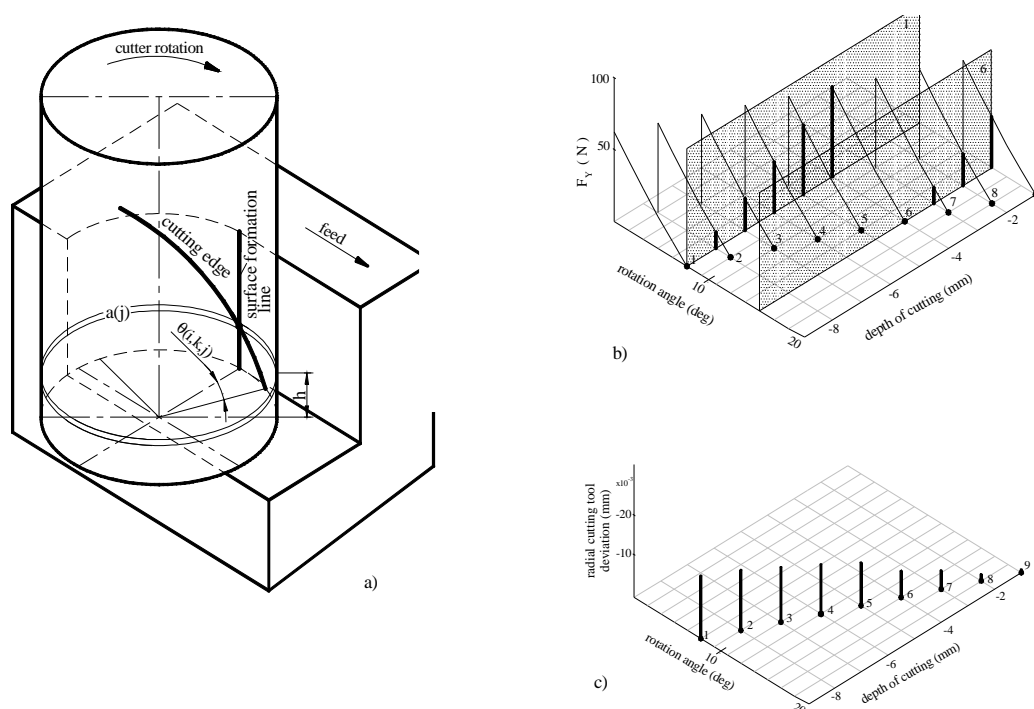 cutter rotation
cutting edge
surface formation
line
feed
a(j)
θ(i,k,j)
h
a)
100
50
F_Y ( N )
1
6
1
2
3
4
5
6
7
8
10
20
rotation angle (deg)
-8
-6
-4
-2
depth of cutting (mm)
b)
x10⁻³
-20
-10
radial cutting tool
deviation (mm)
1
2
3
4
5
6
7
8
9
10
rotation angle (deg)
-8
-6
-4
-2
depth of cutting (mm)
c)